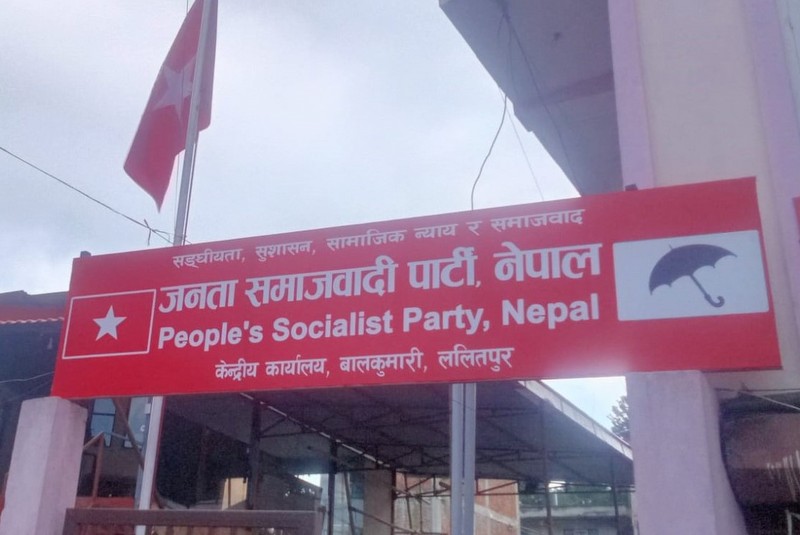 सङ्घीयता, सुशासन, सामाजिक न्याय र समाजवाद
जनता समाजवादी पार्टी, नेपाल
People's Socialist Party, Nepal
केन्द्रीय कार्यालय, बालकुमारी, ललितपुर